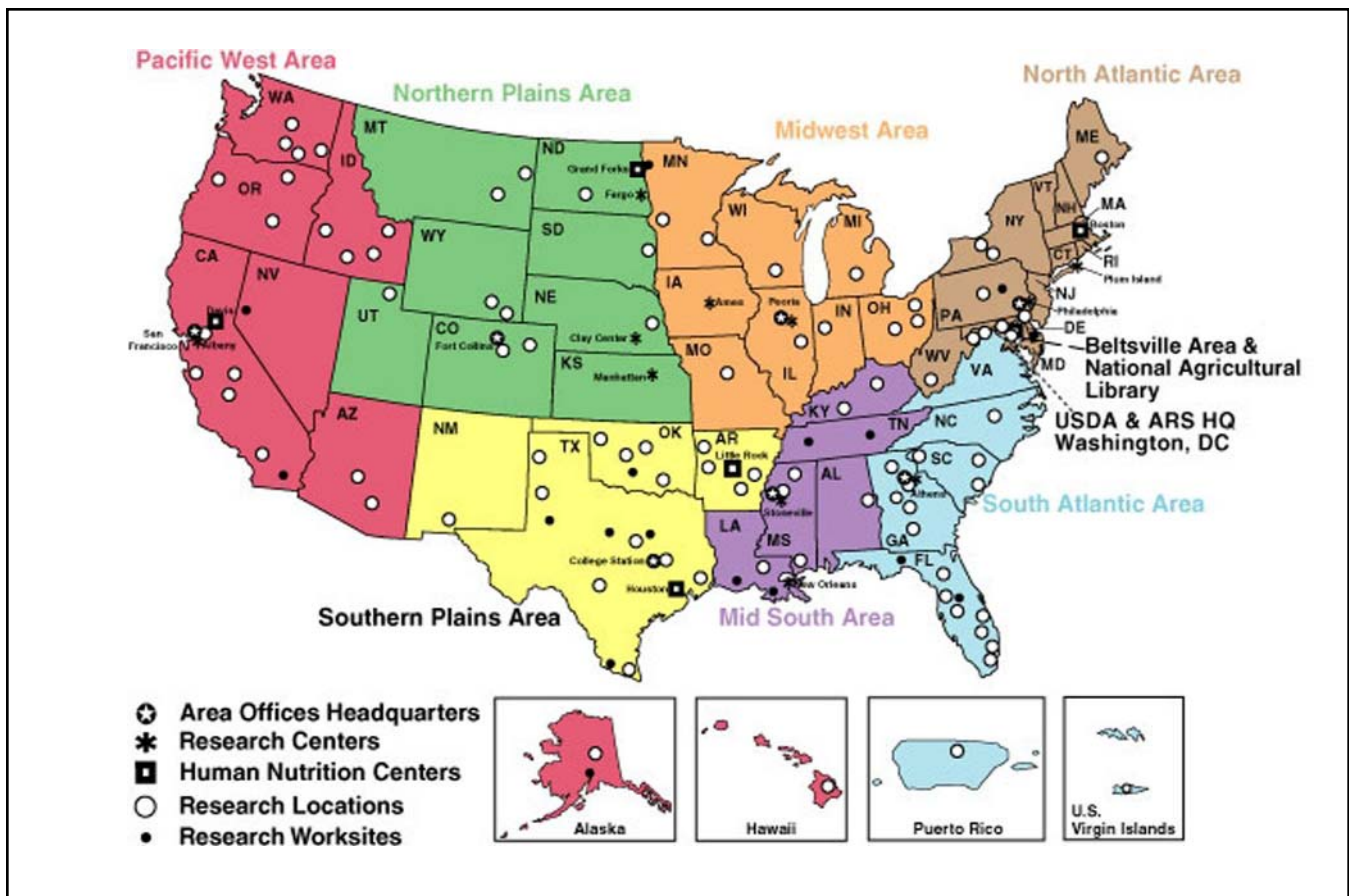 Pacific West Area
North Atlantic Area
Northern Plains Area
Midwest Area
WA
MT
ND
MN
ME
Grand Forks
ID
VT
OR
Fargo
WI
MI
NH
MA
NY
Boston
SD
WY
CT
RI
CA
NV
IA
Plum Island
NE
Ames
Peoria
IN
OH
NJ
Davis
UT
PA
Philadelphia
CO
DE
San
Francisco
Albany
Fort Collins
Clay Center
MO
Beltsville Area &
National Agricultural
Library
KS
WV
MD
Manhattan
IL
VA
AZ
KY
USDA & ARS HQ
Washington, DC
NM
TX
OK
AR
TN
NC
Little Rock
SC
AL
Athens
South Atlantic Area
Stoneville
LA
MS
GA
College Station
FL
Houston
New Orleans
Southern Plains Area
Mid South Area
Area Offices Headquarters
Research Centers
Human Nutrition Centers
Research Locations
Research Worksites
Alaska
Hawaii
Puerto Rico
U.S.
Virgin Islands